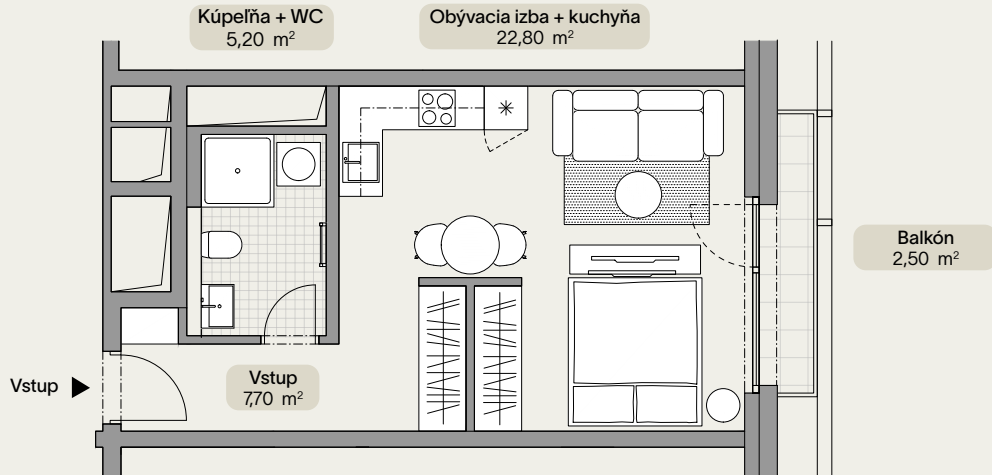 Kúpeľňa + WC
5,20 m²
Obývacia izba + kuchyňa
22,80 m²
Balkón
2,50 m²
Vstup
Vstup
7,70 m²